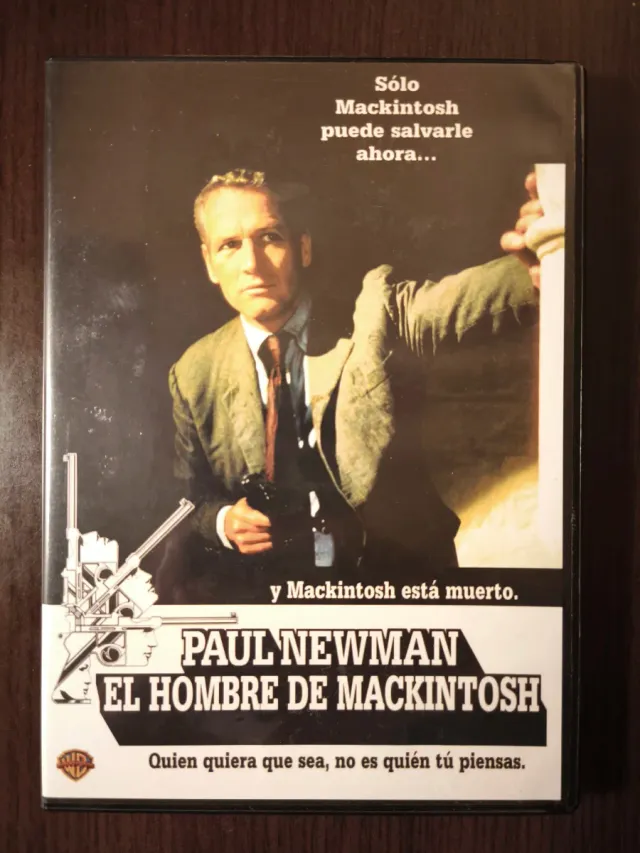 Sólo
Mackintosh
puede salvarle
ahora...
y Mackintosh está muerto.
PAUL NEWMAN
EL HOMBRE DE MACKINTOSH
Quien quiera que sea, no es quién tú piensas.